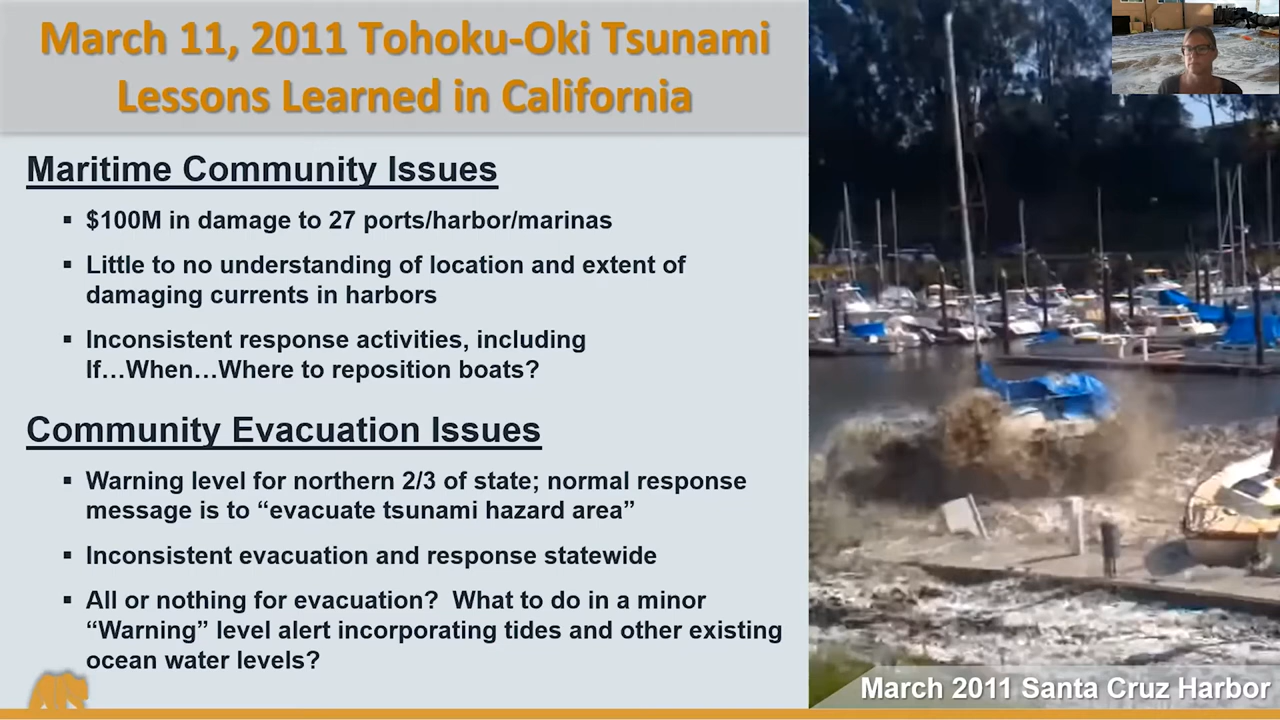 March 11, 2011 Tohoku-Oki Tsunami
Lessons Learned in California
Maritime Community Issues
▪ $100M in damage to 27 ports/harbor/marinas
▪ Little to no understanding of location and extent of
damaging currents in harbors
▪ Inconsistent response activities, including
If…When…Where to reposition boats?
Community Evacuation Issues
▪ Warning level for northern 2/3 of state; normal response
message is to “evacuate tsunami hazard area”
▪ Inconsistent evacuation and response statewide
▪ All or nothing for evacuation?  What to do in a minor
“Warning” level alert incorporating tides and other existing
ocean water levels?
March 2011 Santa Cruz Harbor